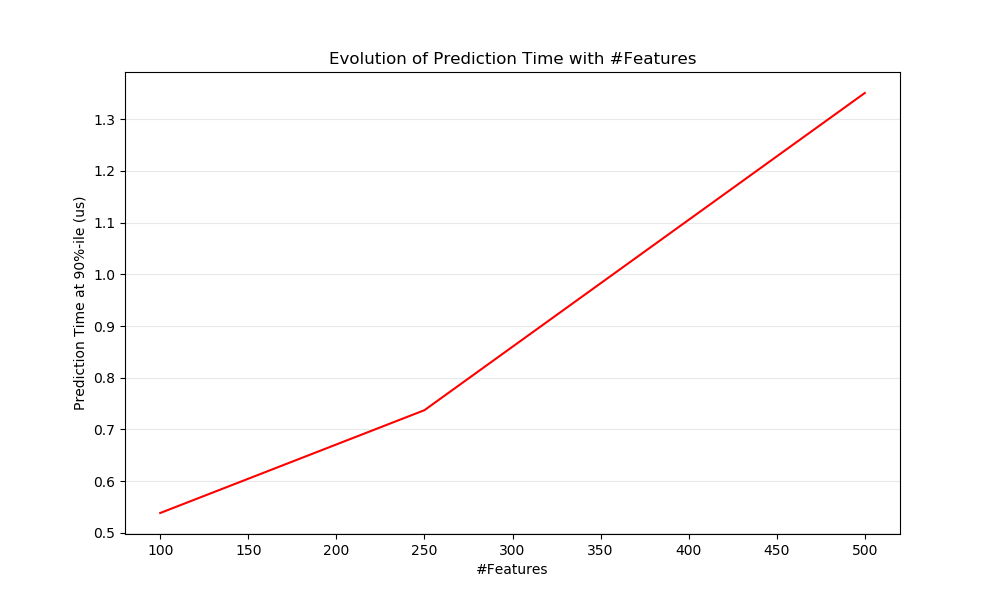 Evolution of Prediction Time with #Features
Prediction Time at 90%-ile (us)
1.3
1.2
1.1
1.0
0.9
0.8
0.7
0.6
0.5
100 150 200 250 300 350 400 450 500
#Features